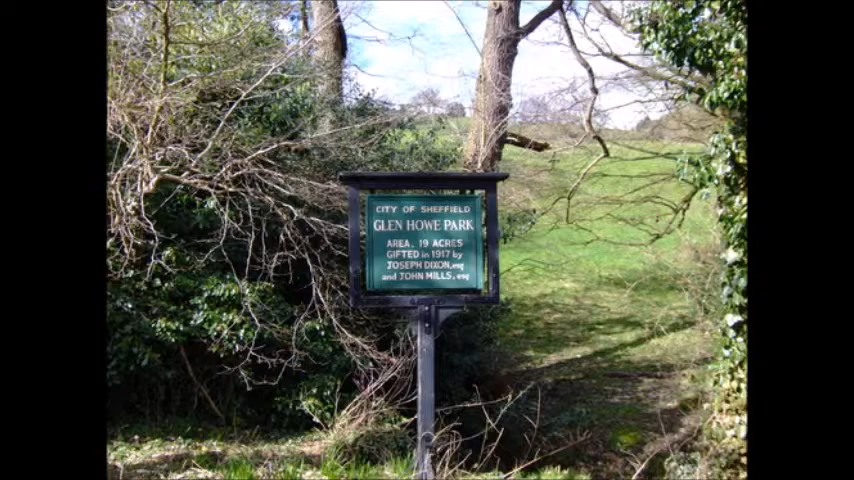 CITY OF SHEFFIELD
GLEN HOWE PARK
AREA, 19 ACRES
GIFTED in 1917 by
JOSEPH DIXON, esq
and JOHN MILLS, esq